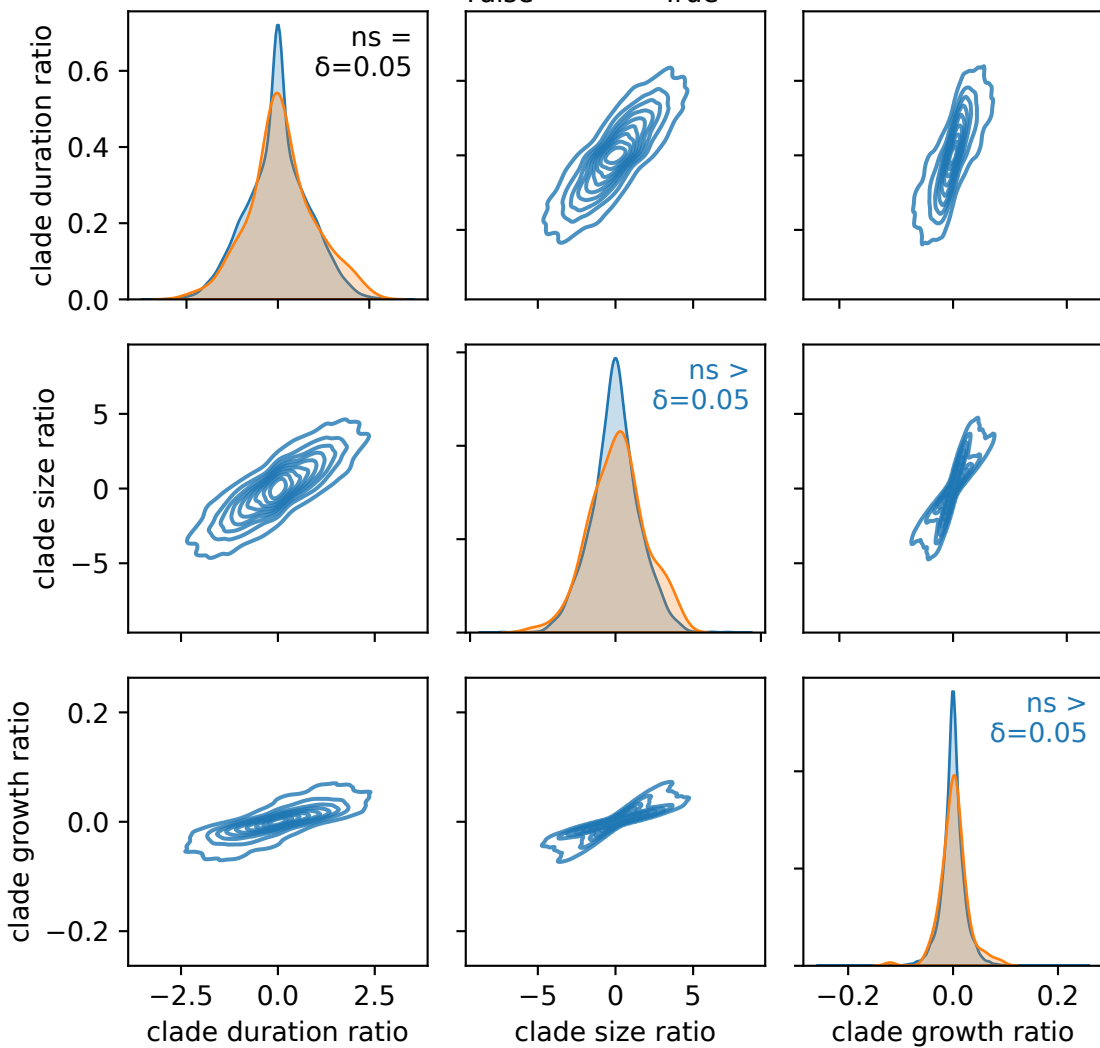 clade duration ratio
0.6
0.4
0.2
0.0
ns =
δ=0.05
clade size ratio
5
0
−5
ns >
δ=0.05
clade growth ratio
0.2
0.0
−0.2
ns >
δ=0.05
−2.5 0.0 2.5
−5 0 5
−0.2 0.0 0.2
clade duration ratio
clade size ratio
clade growth ratio